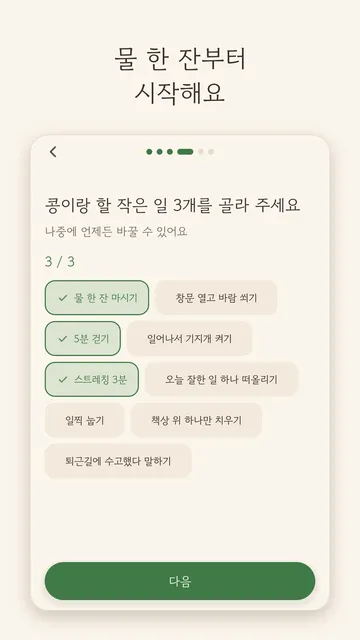 물 한 잔부터
시작해요
콩이랑 할 작은 일 3개를 골라 주세요
나중에 언제든 바꿀 수 있어요
3 / 3
물 한 잔 마시기
창문 열고 바람 쐬기
5분 걷기
일어나서 기지개 켜기
스트레칭 3분
오늘 잘한 일 하나 떠올리기
일찍 눕기
책상 위 하나만 치우기
퇴근길에 수고했다 말하기
다음